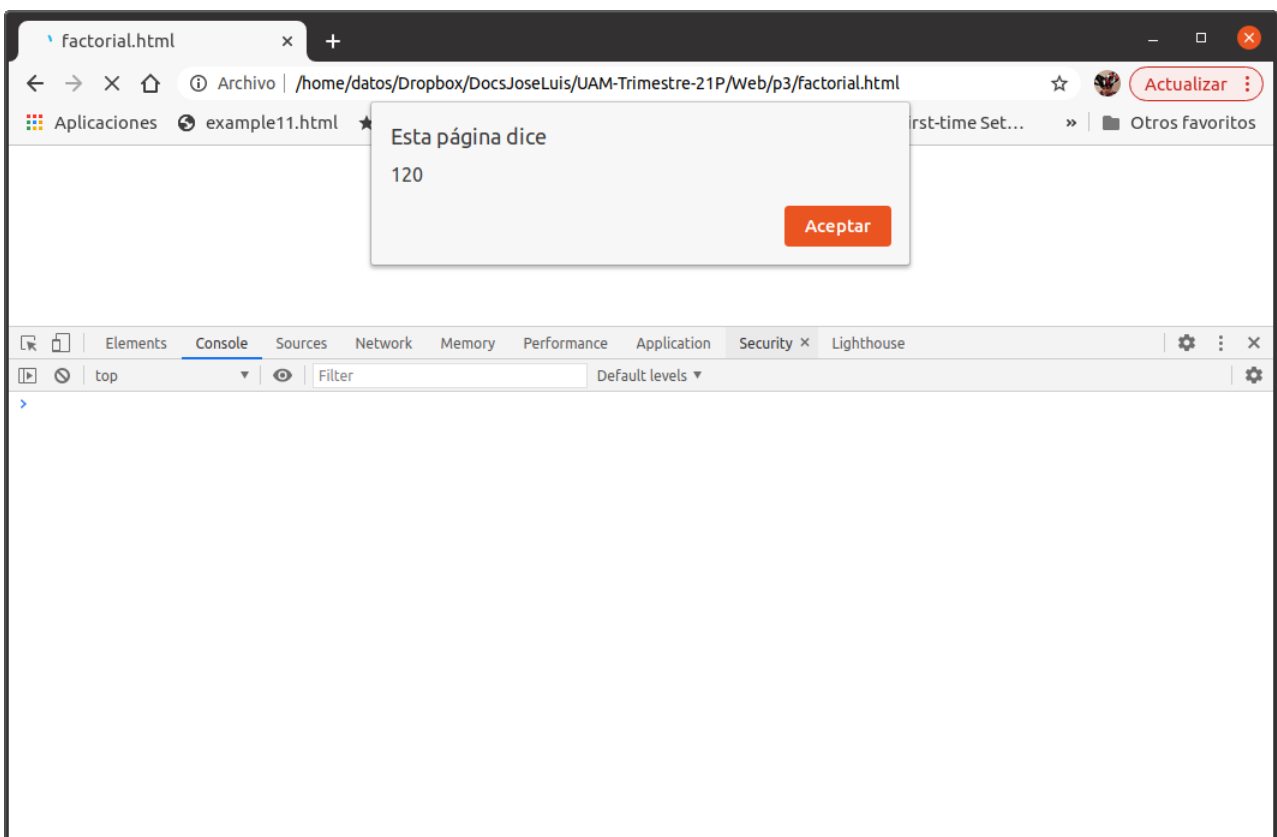 factorial.html
Archivo /home/datos/Dropbox/DocsJoseLuis/UAM-Trimestre-21P/Web/p3/factorial.html Actualizar
Aplicaciones example11.html irst-time Set... » Otros favoritos
Esta página dice
120
Aceptar
Elements Console Sources Network Memory Performance Application Security Lighthouse
top Filter Default levels